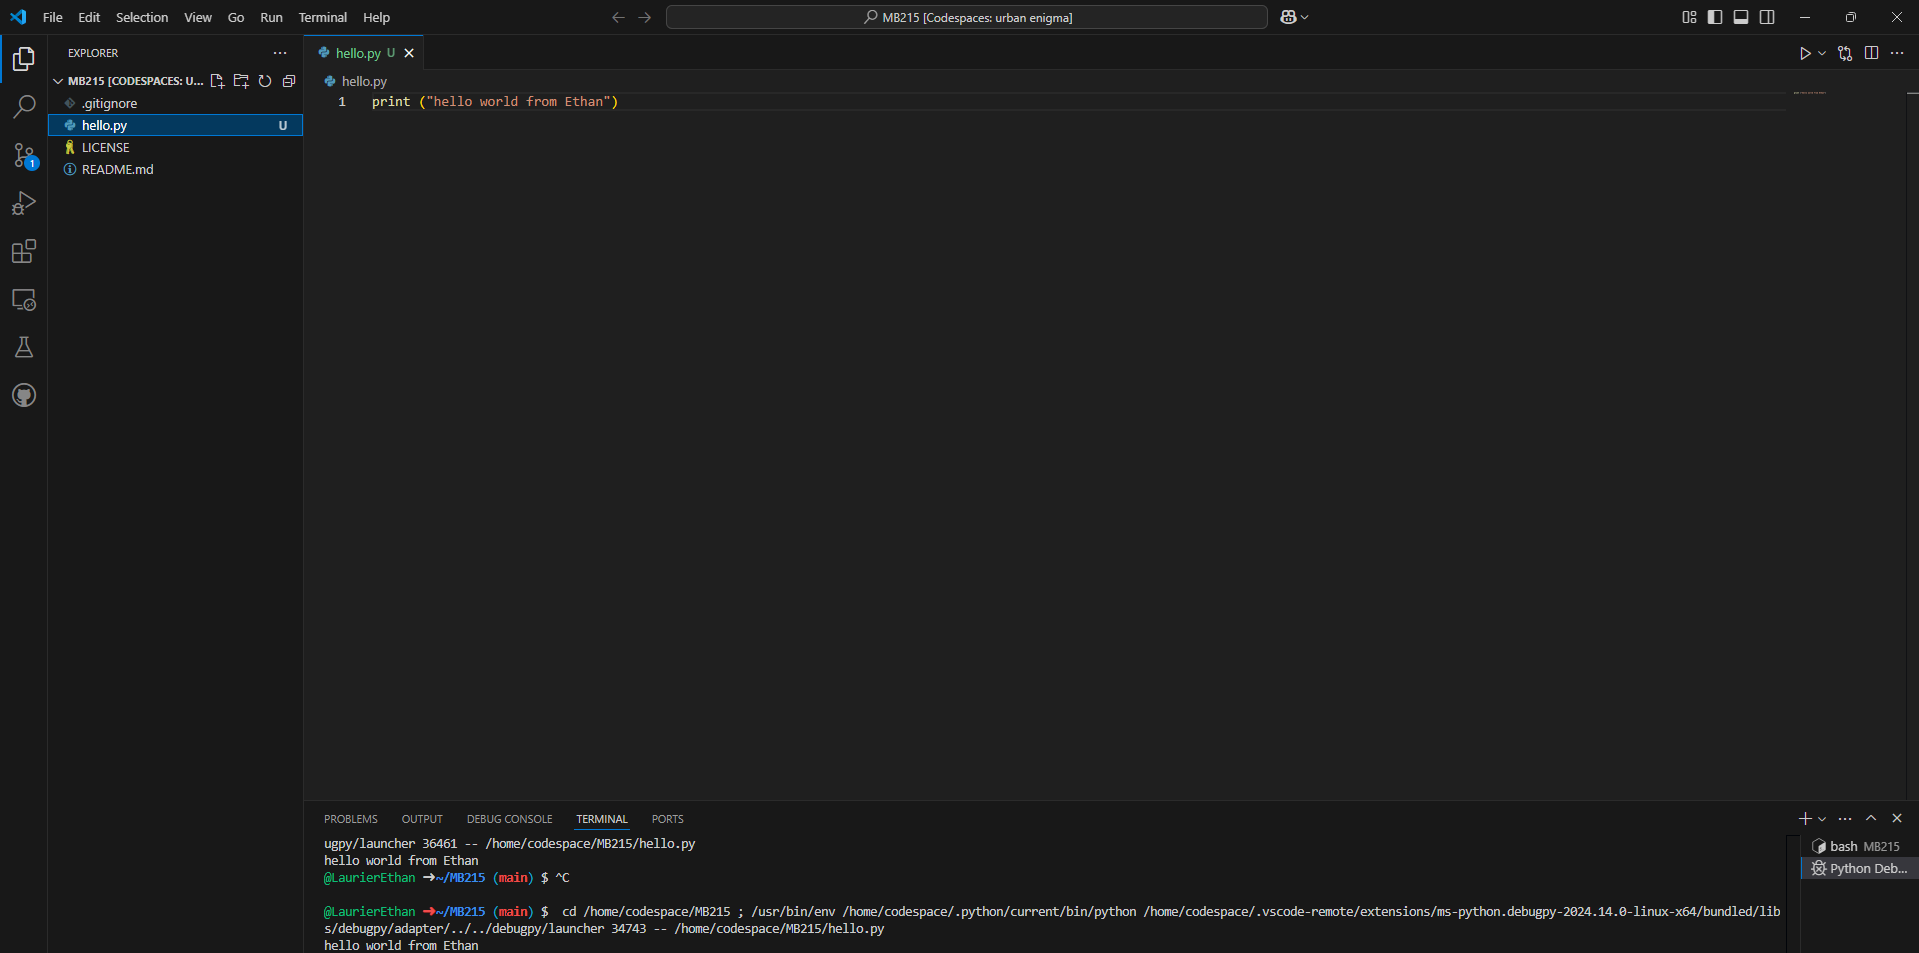 File Edit Selection View Go Run Terminal Help
MB215 [Codespaces: urban enigma]
EXPLORER
MB215 [CODESPACES: U...
.gitignore
hello.py U
LICENSE
README.md
1
hello.py U
hello.py
1 print ("hello world from Ethan")
PROBLEMS OUTPUT DEBUG CONSOLE TERMINAL PORTS
ugpy/launcher 36461 -- /home/codespace/MB215/hello.py
hello world from Ethan
@LaurierEthan ➜~/MB215 (main) $ ^C
@LaurierEthan ➜~/MB215 (main) $  cd /home/codespace/MB215 ; /usr/bin/env /home/codespace/.python/current/bin/python /home/codespace/.vscode-remote/extensions/ms-python.debugpy-2024.14.0-linux-x64/bundled/lib
s/debugpy/adapter/../../debugpy/launcher 34743 -- /home/codespace/MB215/hello.py
hello world from Ethan
bash MB215
Python Deb...